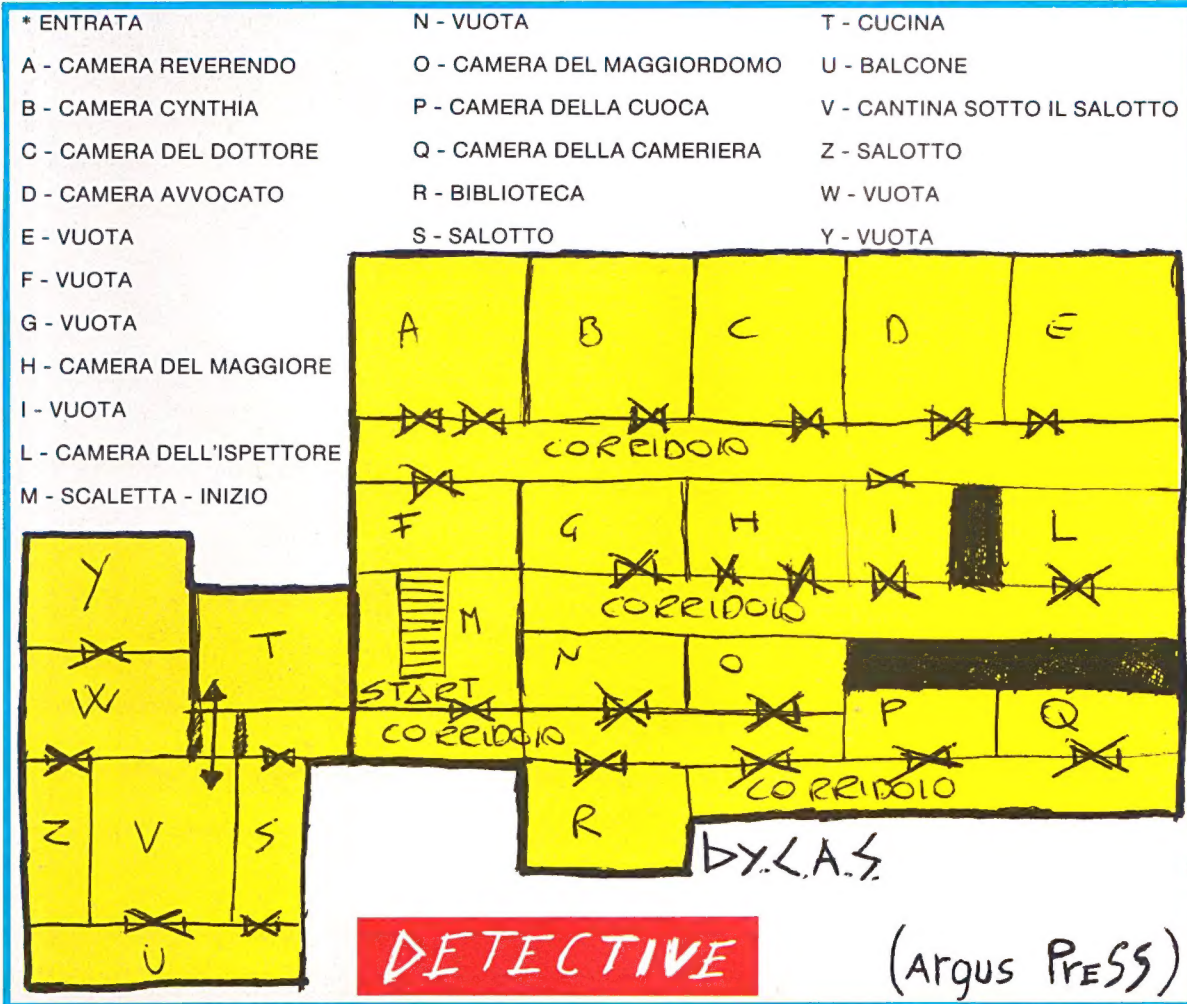 * ENTRATA
A - CAMERA REVERENDO
B - CAMERA CYNTHIA
C - CAMERA DEL DOTTORE
D - CAMERA AVVOCATO
E - VUOTA
F - VUOTA
G - VUOTA
H - CAMERA DEL MAGGIORE
I - VUOTA
L - CAMERA DELL'ISPETTORE
M - SCALETTA - INIZIO
N - VUOTA
O - CAMERA DEL MAGGIORDOMO
P - CAMERA DELLA CUOCA
Q - CAMERA DELLA CAMERIERA
R - BIBLIOTECA
S - SALOTTO
T - CUCINA
U - BALCONE
V - CANTINA SOTTO IL SALOTTO
Z - SALOTTO
W - VUOTA
Y - VUOTA
A B C D E
CORRIDOIO
F G H I L
CORRIDOIO
Y T M N O
START
W P Q
CORRIDOIO
CORRIDOIO
Z V S R
by.C.A.S.
U
DETECTIVE
(Argus PrESS)